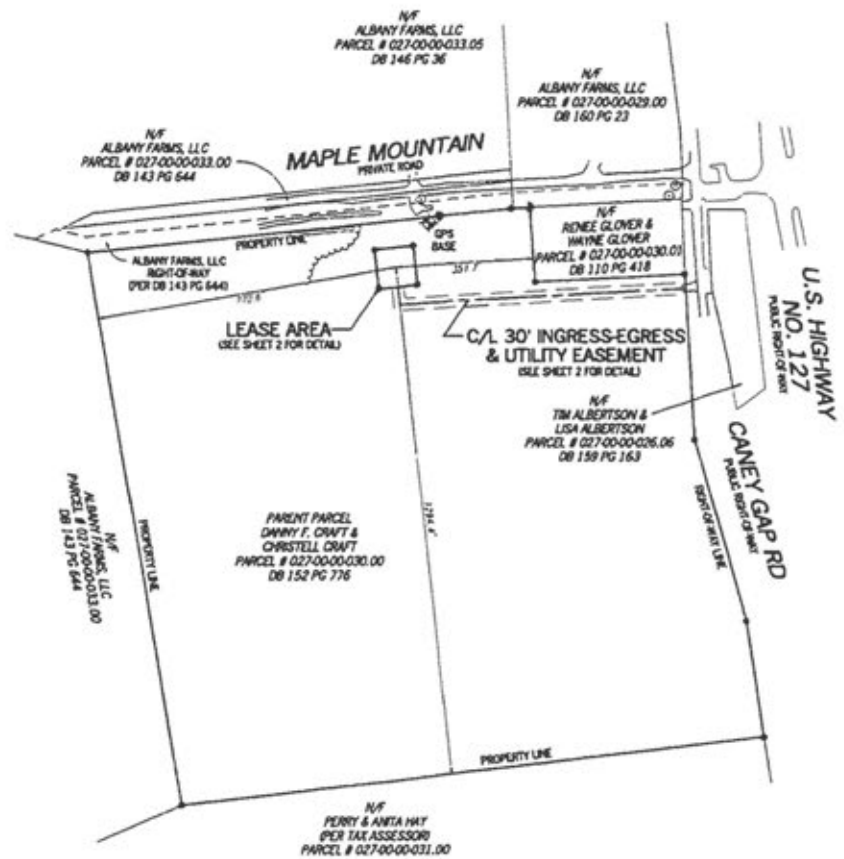 N/F
ALBANY FARMS, LLC
PARCEL # 027-00-00-033.05
DB 146 PG 36
N/F
ALBANY FARMS, LLC
PARCEL # 027-00-00-029.00
DB 160 PG 23
N/F
ALBANY FARMS, LLC
PARCEL # 027-00-00-033.00
DB 143 PG 644
MAPLE MOUNTAIN
PRIVATE ROAD
PROPERTY LINE
GPS
BASE
N/F
RENEE GLOVER &
WAYNE GLOVER
PARCEL # 027-00-00-030.01
DB 110 PG 418
ALBANY FARMS, LLC
RIGHT-OF-WAY
(PER DB 143 PG 644)
LEASE AREA
(SEE SHEET 2 FOR DETAIL)
C/L 30' INGRESS-EGRESS
& UTILITY EASEMENT
(SEE SHEET 2 FOR DETAIL)
U.S. HIGHWAY
NO. 127
PUBLIC RIGHT-OF-WAY
N/F
TIM ALBERTSON &
LISA ALBERTSON
PARCEL # 027-00-00-026.06
DB 159 PG 163
CANEY GAP RD
PUBLIC RIGHT-OF-WAY
RIGHT-OF-WAY LINE
N/F
ALBANY FARMS, LLC
PARCEL # 027-00-00-033.00
DB 143 PG 644
PROPERTY LINE
PARENT PARCEL
DANNY F. CRAFT &
CHRISTELL CRAFT
PARCEL # 027-00-00-030.00
DB 152 PG 776
PROPERTY LINE
N/F
PERRY & ANITA HAY
(PER TAX ASSESSOR)
PARCEL # 027-00-00-031.00